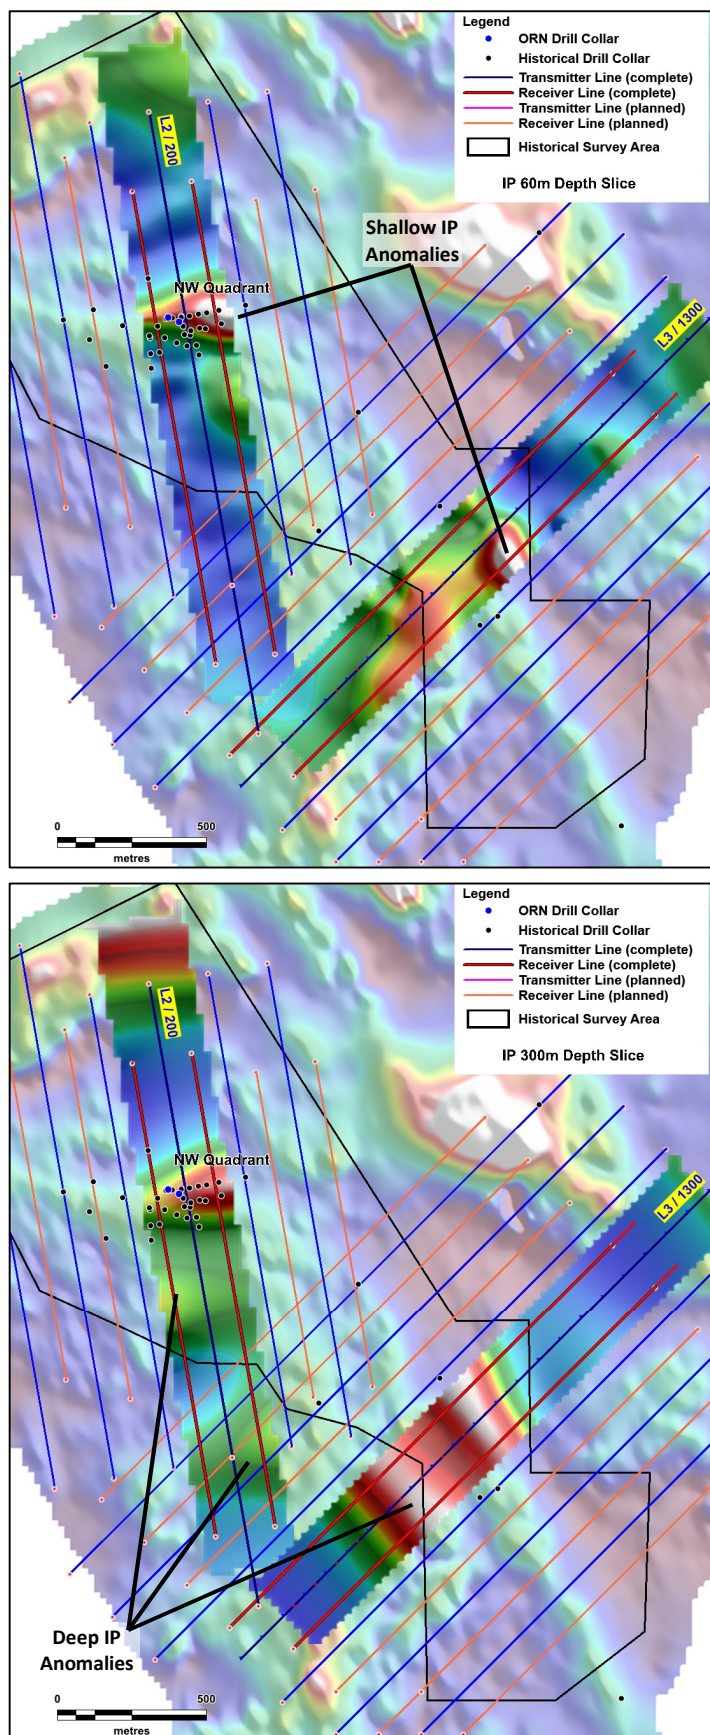 Legend
ORN Drill Collar
Historical Drill Collar
Transmitter Line (complete)
Receiver Line (complete)
Transmitter Line (planned)
Receiver Line (planned)
Historical Survey Area
IP 60m Depth Slice
L2 / 200
Shallow IP
Anomalies
NW Quadrant
L3 / 1300
0 500
metres
Legend
ORN Drill Collar
Historical Drill Collar
Transmitter Line (complete)
Receiver Line (complete)
Transmitter Line (planned)
Receiver Line (planned)
Historical Survey Area
IP 300m Depth Slice
L2 / 200
NW Quadrant
L3 / 1300
Deep IP
Anomalies
0 500
metres